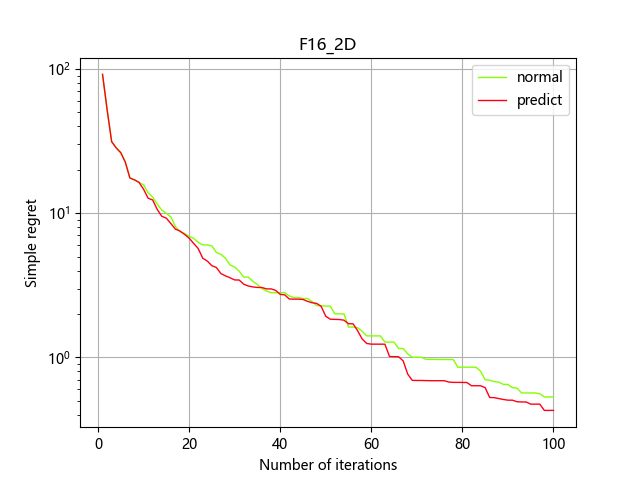 F16_2D
normal
predict
Simple regret
10²
10¹
10⁰
0 20 40 60 80 100
Number of iterations